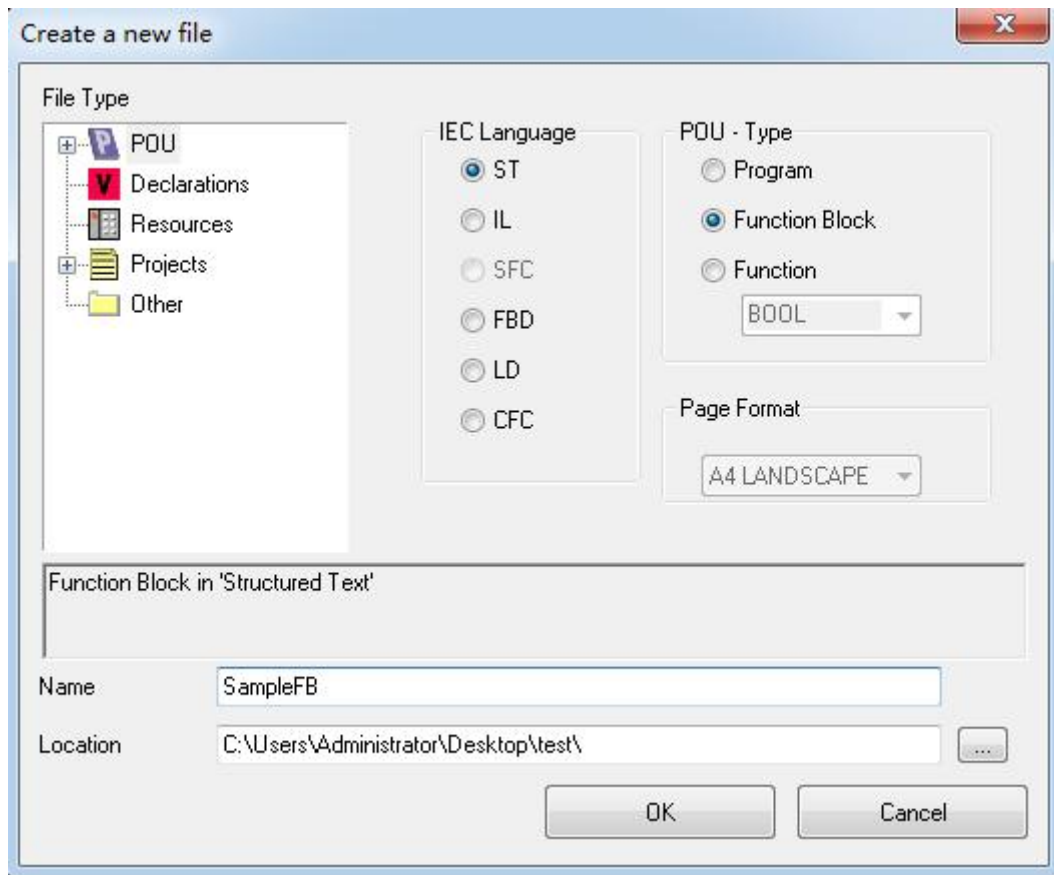 Create a new file
File Type
POU
Declarations
Resources
Projects
Other
IEC Language
ST
IL
SFC
FBD
LD
CFC
POU - Type
Program
Function Block
Function
BOOL
Page Format
A4 LANDSCAPE
Function Block in 'Structured Text'
Name
SampleFB
Location
C:\Users\Administrator\Desktop\test\
...
OK
Cancel